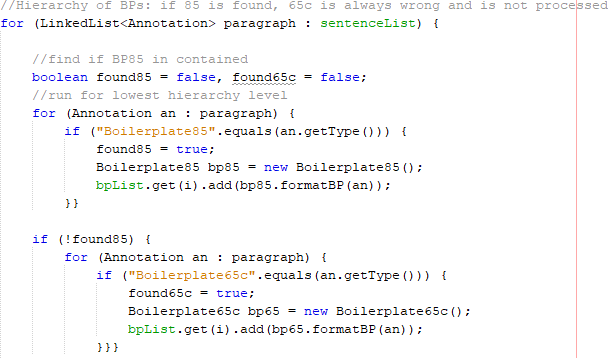 //Hierarchy of BPs: if 85 is found, 65c is always wrong and is not processed
for (LinkedList<Annotation> paragraph : sentenceList) {
//find if BP85 in contained
boolean found85 = false, found65c = false;
//run for lowest hierarchy level
for (Annotation an : paragraph) {
if ("Boilerplate85".equals(an.getType())) {
found85 = true;
Boilerplate85 bp85 = new Boilerplate85();
bpList.get(i).add(bp85.formatBP(an));
}}
if (!found85) {
for (Annotation an : paragraph) {
if ("Boilerplate65c".equals(an.getType())) {
found65c = true;
Boilerplate65c bp65 = new Boilerplate65c();
bpList.get(i).add(bp65.formatBP(an));
}}}